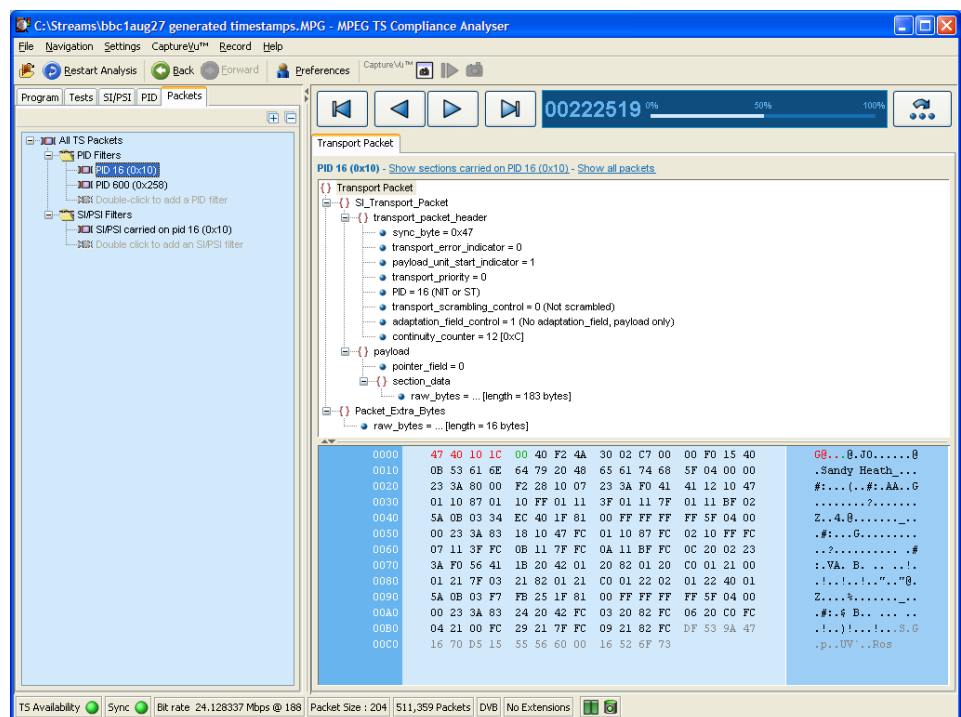 C:\Streams\bbc1aug27 generated timestamps.MPG - MPEG TS Compliance Analyser
File Navigation Settings CaptureVu™ Record Help
Restart Analysis Back Forward Preferences CaptureVu™
Program Tests SI/PSI PID Packets
All TS Packets
PID Filters
PID 16 (0x10)
PID 600 (0x258)
Double-click to add a PID filter
SI/PSI Filters
SI/PSI carried on pid 16 (0x10)
Double click to add an SI/PSI filter
00222519 0% 50% 100%
Transport Packet
PID 16 (0x10) - Show sections carried on PID 16 (0x10) - Show all packets
{} Transport Packet
{} SI_Transport_Packet
{} transport_packet_header
sync_byte = 0x47
transport_error_indicator = 0
payload_unit_start_indicator = 1
transport_priority = 0
PID = 16 (NIT or ST)
transport_scrambling_control = 0 (Not scrambled)
adaptation_field_control = 1 (No adaptation_field, payload only)
continuity_counter = 12 [0xC]
{} payload
pointer_field = 0
{} section_data
raw_bytes = ... [length = 183 bytes]
{} Packet_Extra_Bytes
raw_bytes = ... [length = 16 bytes]
0000 47 40 10 1C 00 40 F2 4A 30 02 C7 00 00 F0 15 40 G@...@.J0......@
0010 0B 53 61 6E 64 79 20 48 65 61 74 68 5F 04 00 00 .Sandy Heath_...
0020 23 3A 80 00 F2 28 10 07 23 3A F0 41 41 12 10 47 #:...(..#:.AA..G
0030 01 10 87 01 10 FF 01 11 3F 01 11 7F 01 11 BF 02 ........?.......
0040 5A 0B 03 34 EC 40 1F 81 00 FF FF FF FF 5F 04 00 Z..4.@......._..
0050 00 23 3A 83 18 10 47 FC 01 10 87 FC 02 10 FF FC .#:...G.........
0060 07 11 3F FC 0B 11 7F FC 0A 11 BF FC 0C 20 02 23 ..?.......... .#
0070 3A F0 56 41 1B 20 42 01 20 82 01 20 C0 01 21 00 :.VA. B. .. ..!.
0080 01 21 7F 03 21 82 01 21 C0 01 22 02 01 22 40 01 .!..!..!..".."@.
0090 5A 0B 03 F7 FB 25 1F 81 00 FF FF FF FF 5F 04 00 Z....%......._..
00A0 00 23 3A 83 24 20 42 FC 03 20 82 FC 06 20 C0 FC .#:.$ B.. ... ..
00B0 04 21 00 FC 29 21 7F FC 09 21 82 FC DF 53 9A 47 .!..)!...!...S.G
00C0 16 70 D5 15 55 56 60 00 16 52 6F 73 .p..UV`..Ros
TS Availability Sync Bit rate 24.128337 Mbps @ 188 Packet Size : 204 511,359 Packets DVB No Extensions